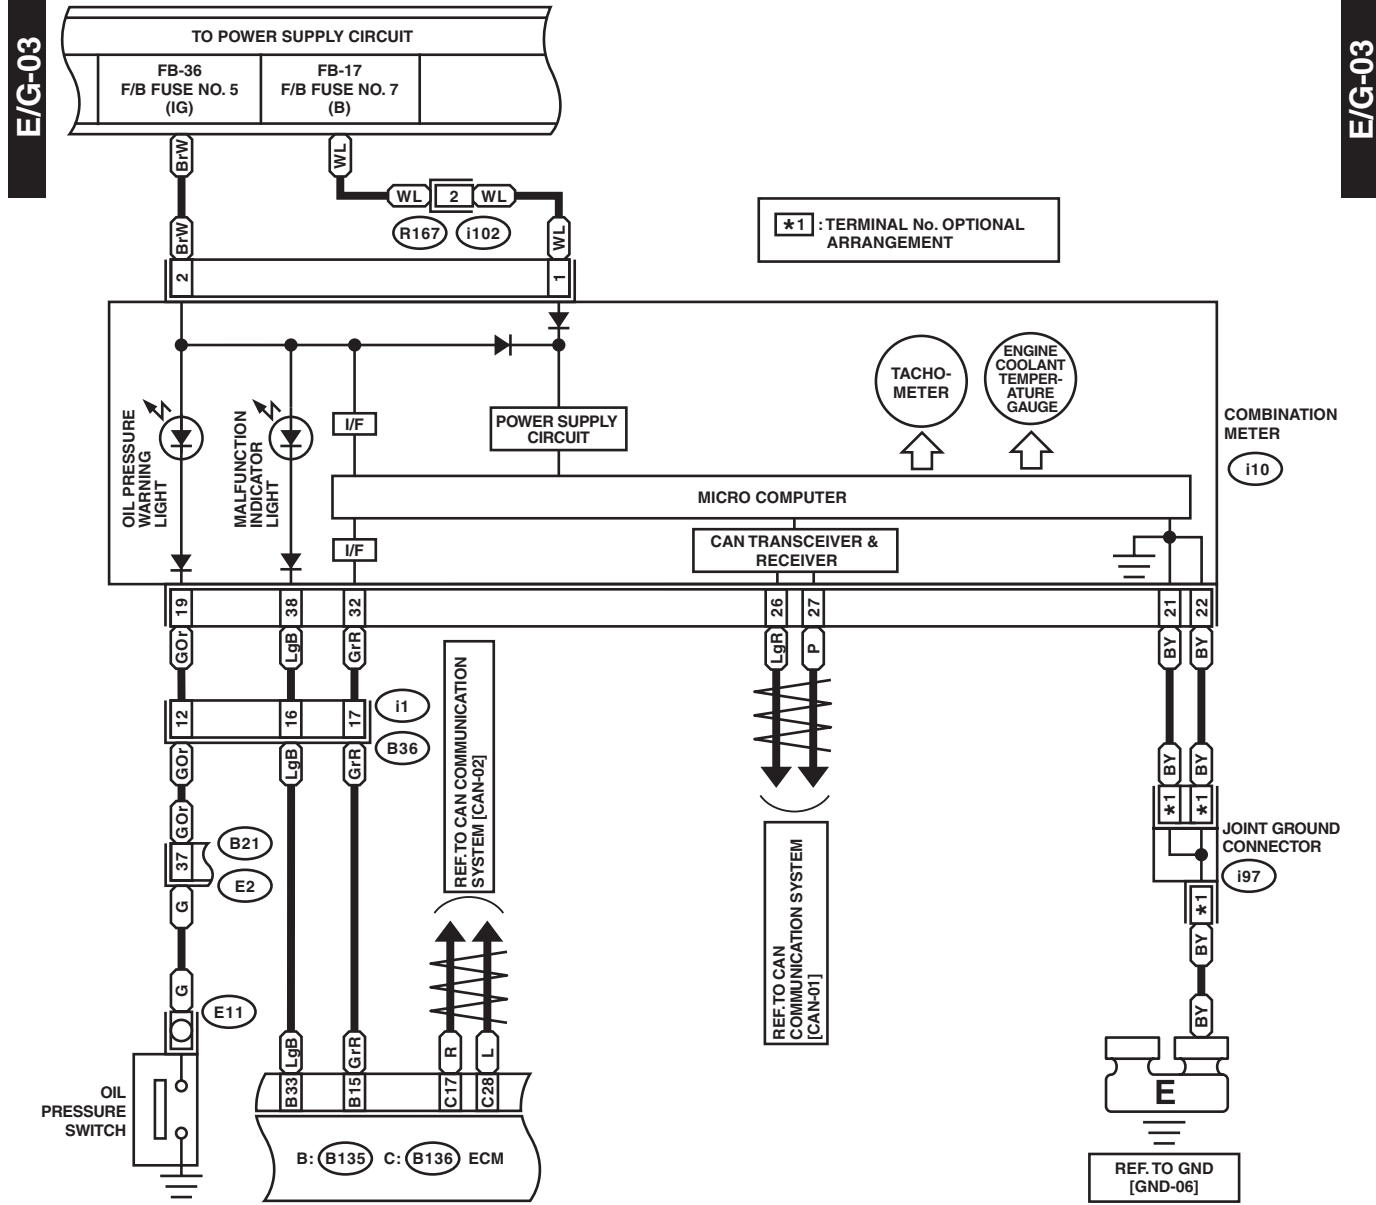 E/G-03
E/G-03
TO POWER SUPPLY CIRCUIT
FB-36
F/B FUSE NO. 5
(IG)
FB-17
F/B FUSE NO. 7
(B)
BrW
WL
WL
2
WL
BrW
R167
i102
WL
*1 : TERMINAL No. OPTIONAL
ARRANGEMENT
2
1
TACHO-
METER
ENGINE
COOLANT
TEMPER-
ATURE
GAUGE
OIL PRESSURE
WARNING
LIGHT
MALFUNCTION
INDICATOR
LIGHT
I/F
POWER SUPPLY
CIRCUIT
COMBINATION
METER
i10
MICRO COMPUTER
I/F
CAN TRANSCEIVER &
RECEIVER
19
38
32
26
27
21
22
GOr
LgB
GrR
LgR
P
BY
BY
12
16
17
i1
B36
GOr
LgB
GrR
REF. TO CAN COMMUNICATION
SYSTEM [CAN-02]
BY
BY
GOr
*1
*1
37
B21
E2
JOINT GROUND
CONNECTOR
i97
REF. TO CAN
COMMUNICATION SYSTEM
[CAN-01]
G
*1
BY
G
E11
BY
LgB
GrR
R
L
B33
B15
C17
C28
OIL
PRESSURE
SWITCH
E
B: B135 C: B136 ECM
REF. TO GND
[GND-06]